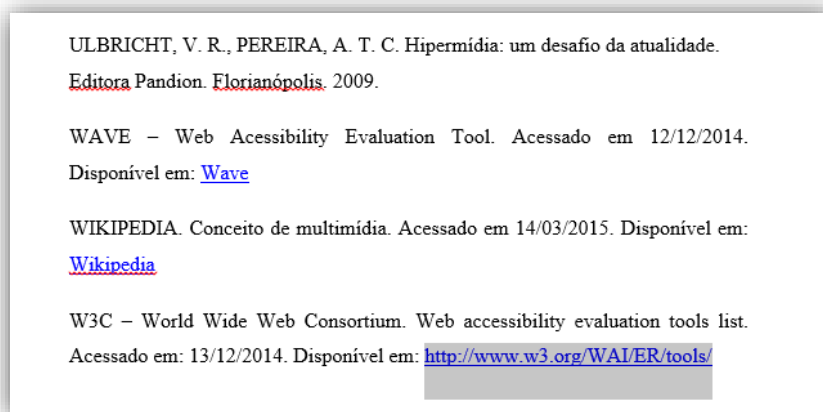 ULBRICHT, V. R., PEREIRA, A. T. C. Hipermídia: um desafio da atualidade.
Editora Pandion. Florianópolis. 2009.
WAVE – Web Acessibility Evaluation Tool. Acessado em 12/12/2014.
Disponível em: Wave
WIKIPEDIA. Conceito de multimídia. Acessado em 14/03/2015. Disponível em:
Wikipedia
W3C – World Wide Web Consortium. Web accessibility evaluation tools list.
Acessado em: 13/12/2014. Disponível em: http://www.w3.org/WAI/ER/tools/